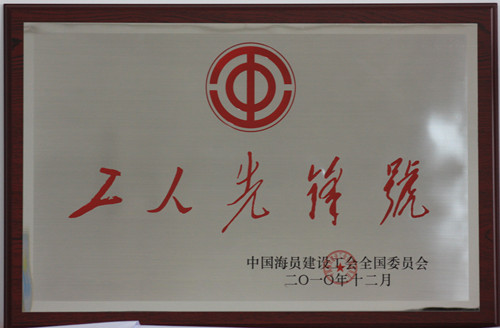 工人先鋒號
中国海员建设工会全国委员会
二〇一〇年十二月